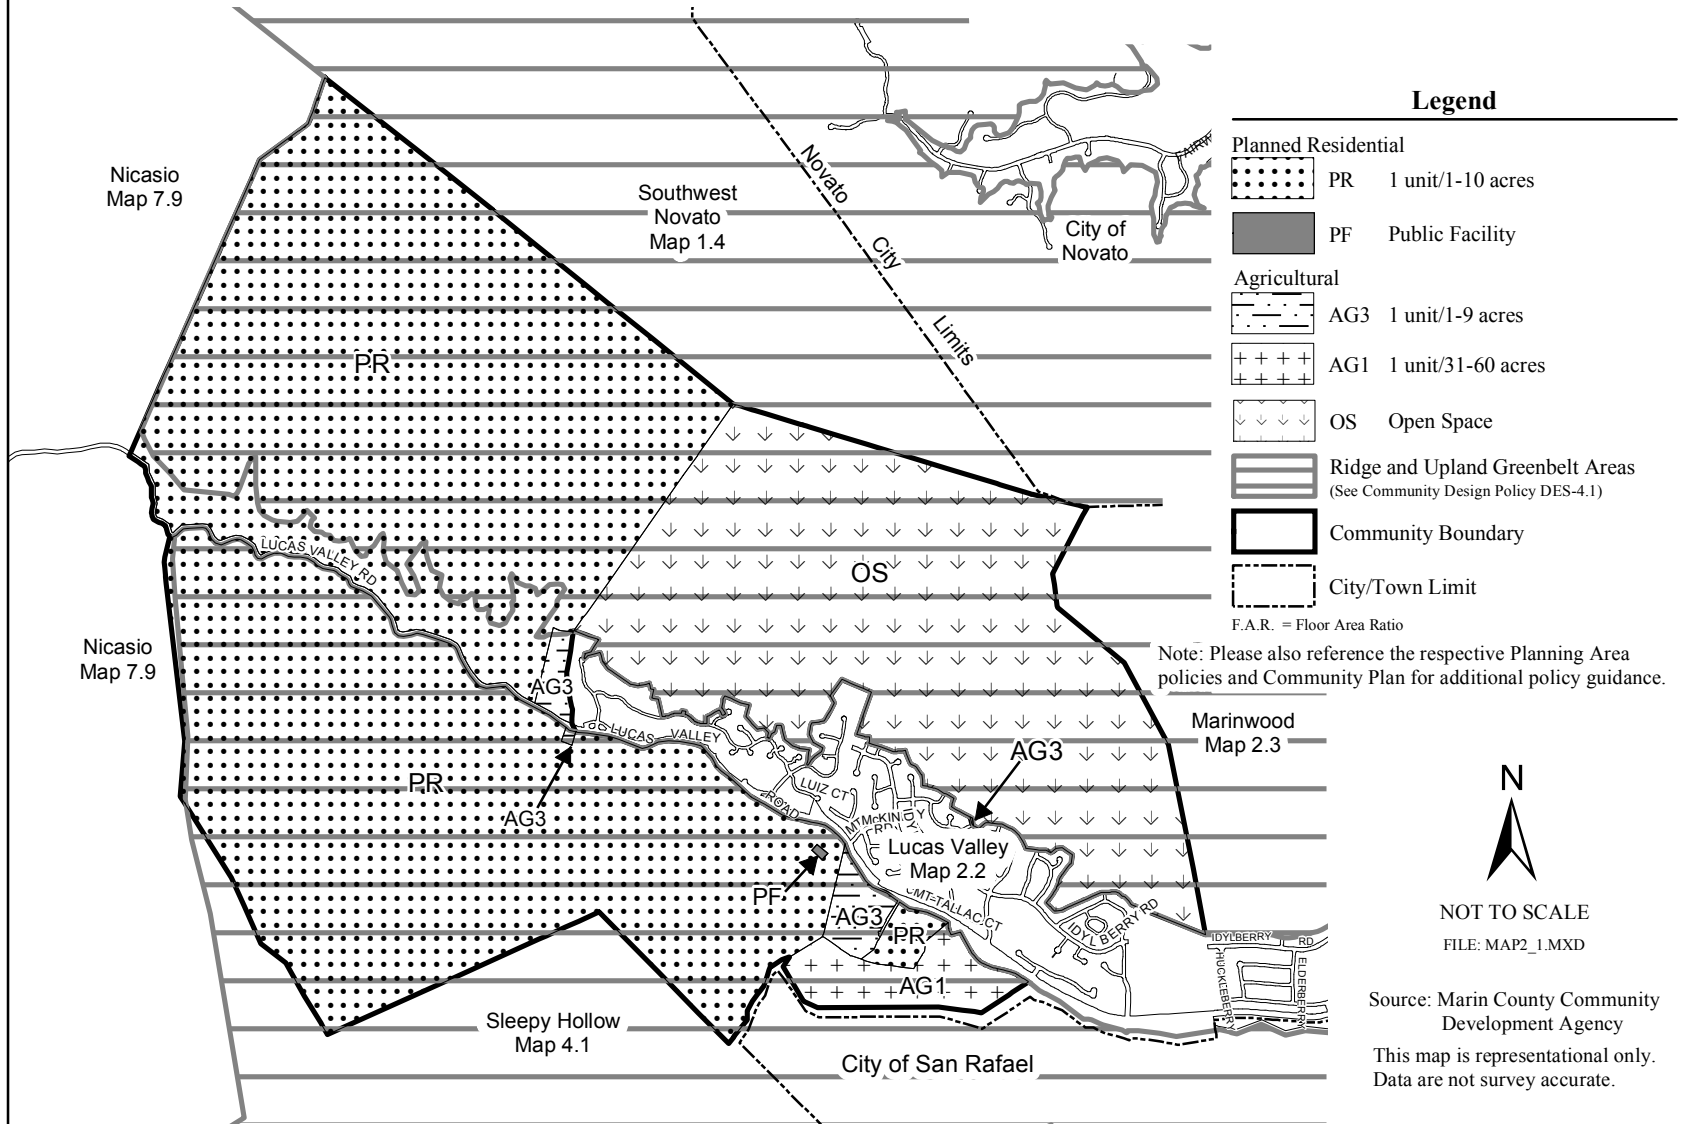 Nicasio
Map 7.9
Southwest
Novato
Map 1.4
Novato
City
Limits
City of
Novato
PR
LUCAS VALLEY RD
OS
Nicasio
Map 7.9
AG3
LUCAS VALLEY
ROAD
PR
AG3
LUIZ CT
AG3
Marinwood
Map 2.3
Lucas Valley
Map 2.2
PF
AG3
PR
AG1
IDYLBERRY RD
IDYLBERRY RD
HUCKLEBERRY
ELDERBERRY
Sleepy Hollow
Map 4.1
City of San Rafael
Legend
Planned Residential
PR 1 unit/1-10 acres
PF Public Facility
Agricultural
AG3 1 unit/1-9 acres
AG1 1 unit/31-60 acres
OS Open Space
Ridge and Upland Greenbelt Areas
(See Community Design Policy DES-4.1)
Community Boundary
City/Town Limit
F.A.R. = Floor Area Ratio
Note: Please also reference the respective Planning Area
policies and Community Plan for additional policy guidance.
N
NOT TO SCALE
FILE: MAP2_1.MXD
Source: Marin County Community
Development Agency
This map is representational only.
Data are not survey accurate.